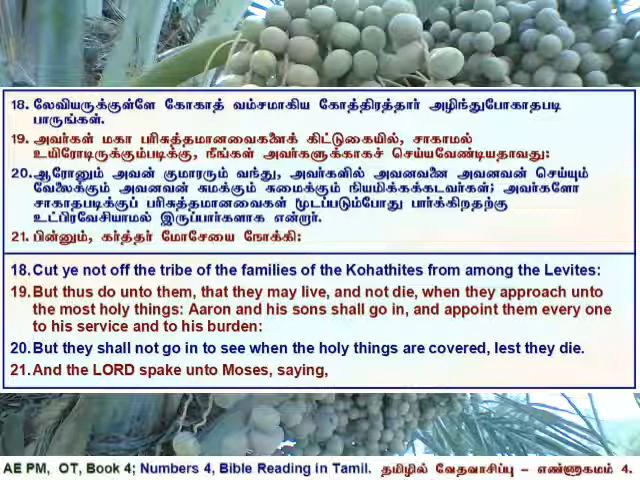 18. லேவியருக்குள்ளே கோகாத் வம்சமாகிய கோத்திரத்தார் அழிந்துபோகாதபடி
பாருங்கள்.
19. அவர்கள் மகா பரிசுத்தமானவைகளைக் கிட்டுகையில், சாகாமல்
உயிரோடிருக்கும்படிக்கு, நீங்கள் அவர்களுக்காகச் செய்யவேண்டியதாவது:
20. ஆரோனும் அவன் குமாரரும் வந்து, அவர்களில் அவனவனை அவனவன் செய்யும்
வேலைக்கும் அவனவன் சுமக்கும் சுமைக்கும் நியமிக்கக்கடவர்கள்; அவர்களோ
சாகாதபடிக்குப் பரிசுத்தமானவைகள் மூடப்படும்போது பார்க்கிறதற்கு
உட்பிரவேசியாமல் இருப்பார்களாக என்றார்.
21. பின்னும், கர்த்தர் மோசேயை நோக்கி:
18. Cut ye not off the tribe of the families of the Kohathites from among the Levites:
19. But thus do unto them, that they may live, and not die, when they approach unto
the most holy things: Aaron and his sons shall go in, and appoint them every one
to his service and to his burden:
20. But they shall not go in to see when the holy things are covered, lest they die.
21. And the LORD spake unto Moses, saying,
AE PM, OT, Book 4; Numbers 4, Bible Reading in Tamil. தமிழில் வேதவாசிப்பு – எண்ணாகமம் 4.